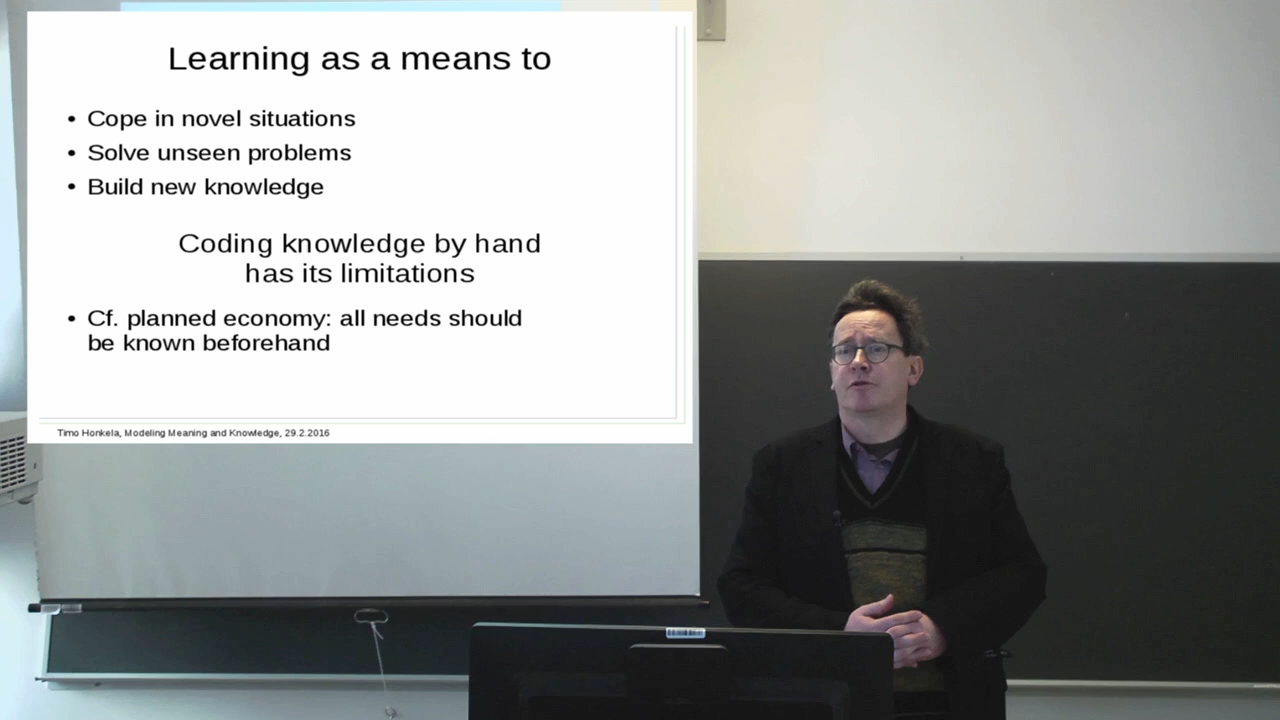 Learning as a means to
• Cope in novel situations
• Solve unseen problems
• Build new knowledge
Coding knowledge by hand
has its limitations
• Cf. planned economy: all needs should
be known beforehand
Timo Honkela, Modeling Meaning and Knowledge, 29.2.2016